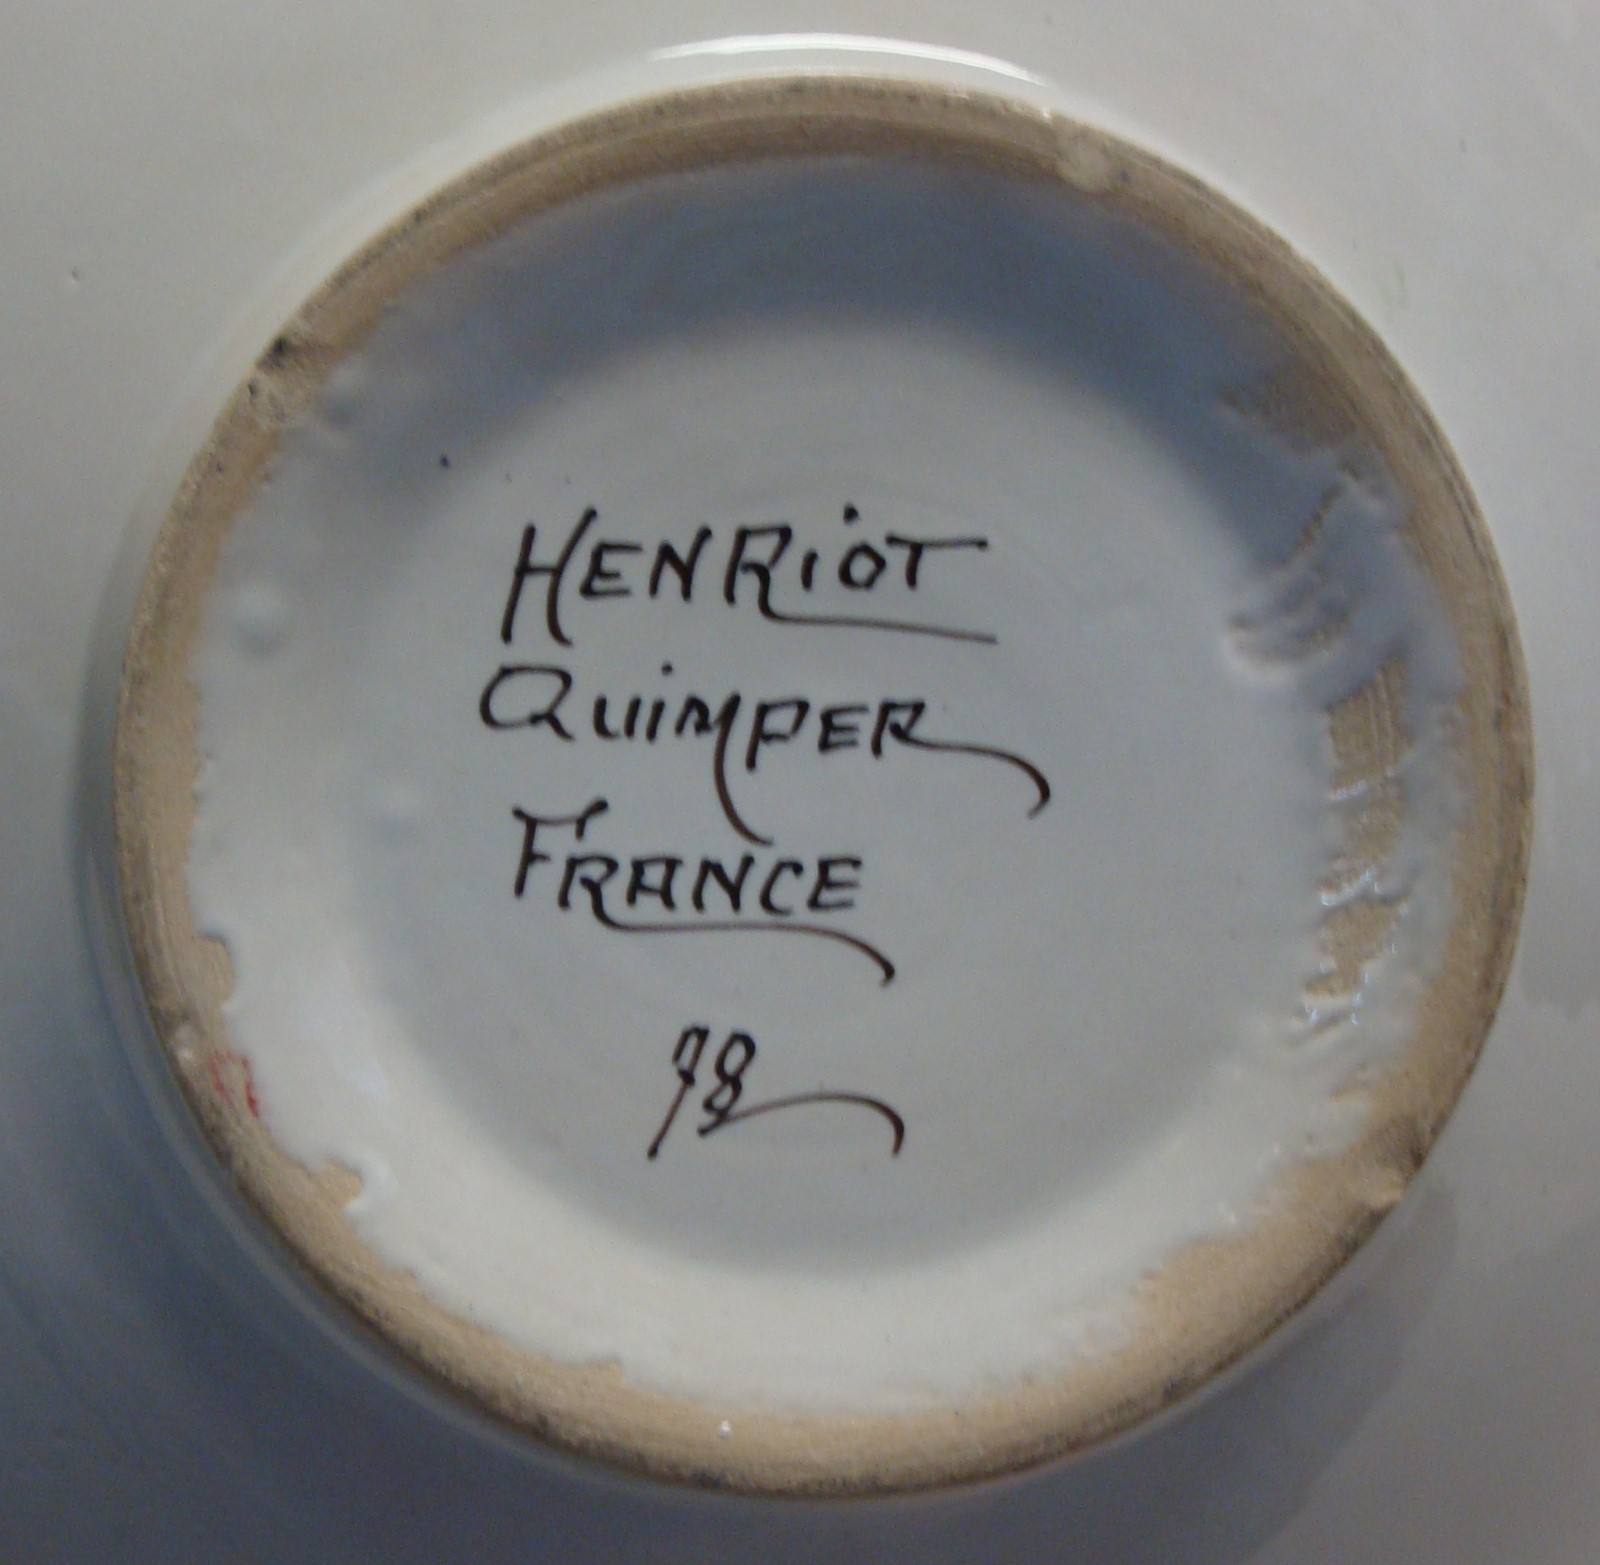 HENRiOT
QUiMPER
FRANCE
78